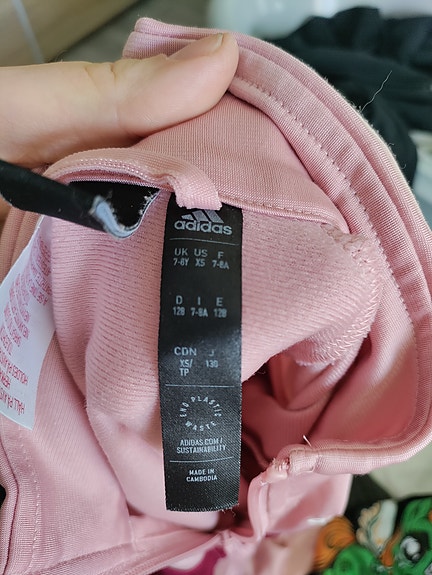 adidas
UK US F
7-8Y XS 7-8A
D I E
128 7-8A 128
CDN J
XS/ 130
TP
END PLASTIC WASTE
ADIDAS.COM/
SUSTAINABILITY
MADE IN
CAMBODIA